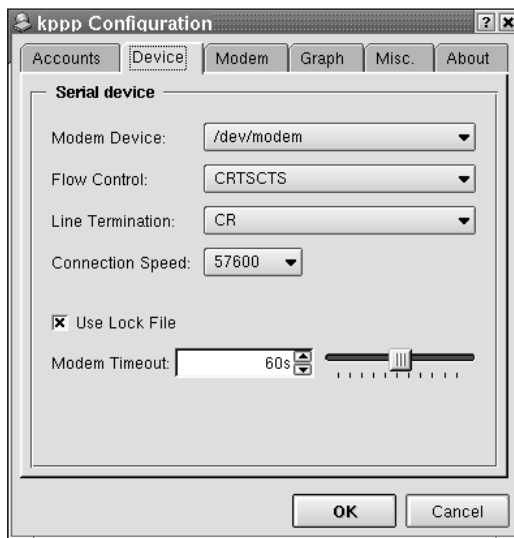 kppp Configuration
Accounts Device Modem Graph Misc. About
Serial device
Modem Device: /dev/modem
Flow Control: CRTSCTS
Line Termination: CR
Connection Speed: 57600
Use Lock File
Modem Timeout: 60s
OK Cancel